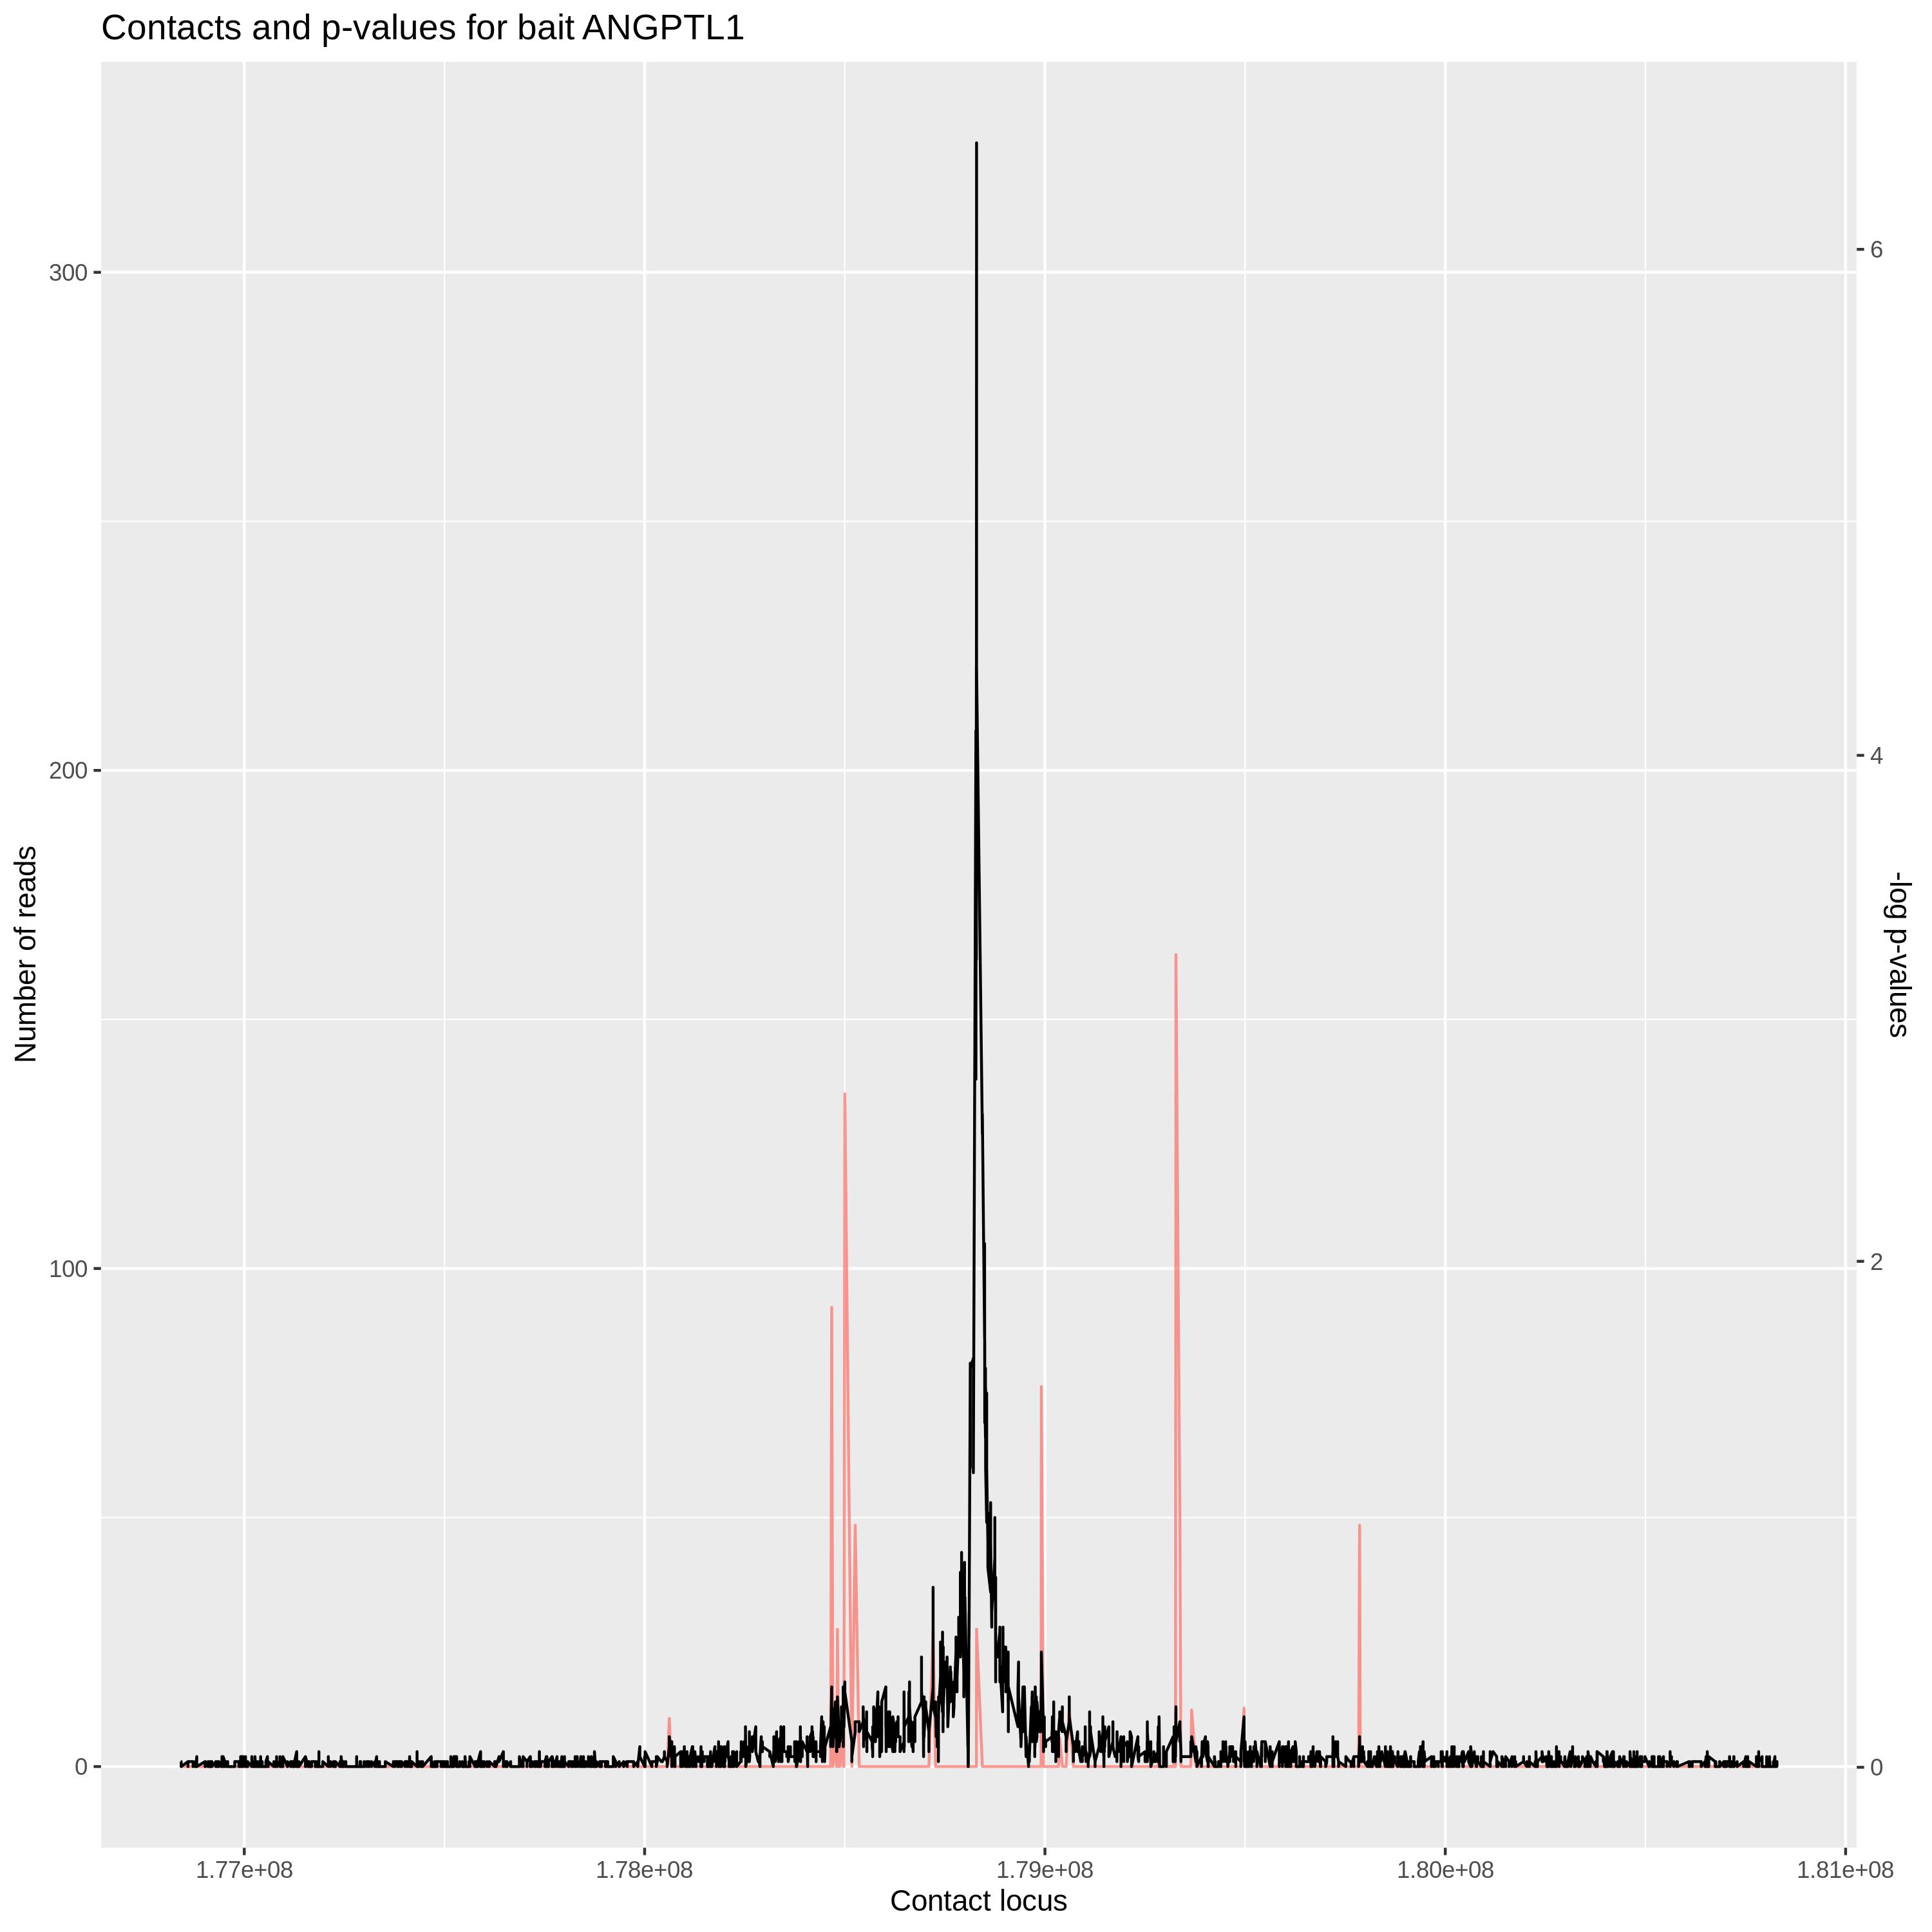 Contacts and p-values for bait ANGPTL1
300
200
100
0
Number of reads
6
4
2
0
-log p-values
1.77e+08
1.78e+08
1.79e+08
1.80e+08
1.81e+08
Contact locus